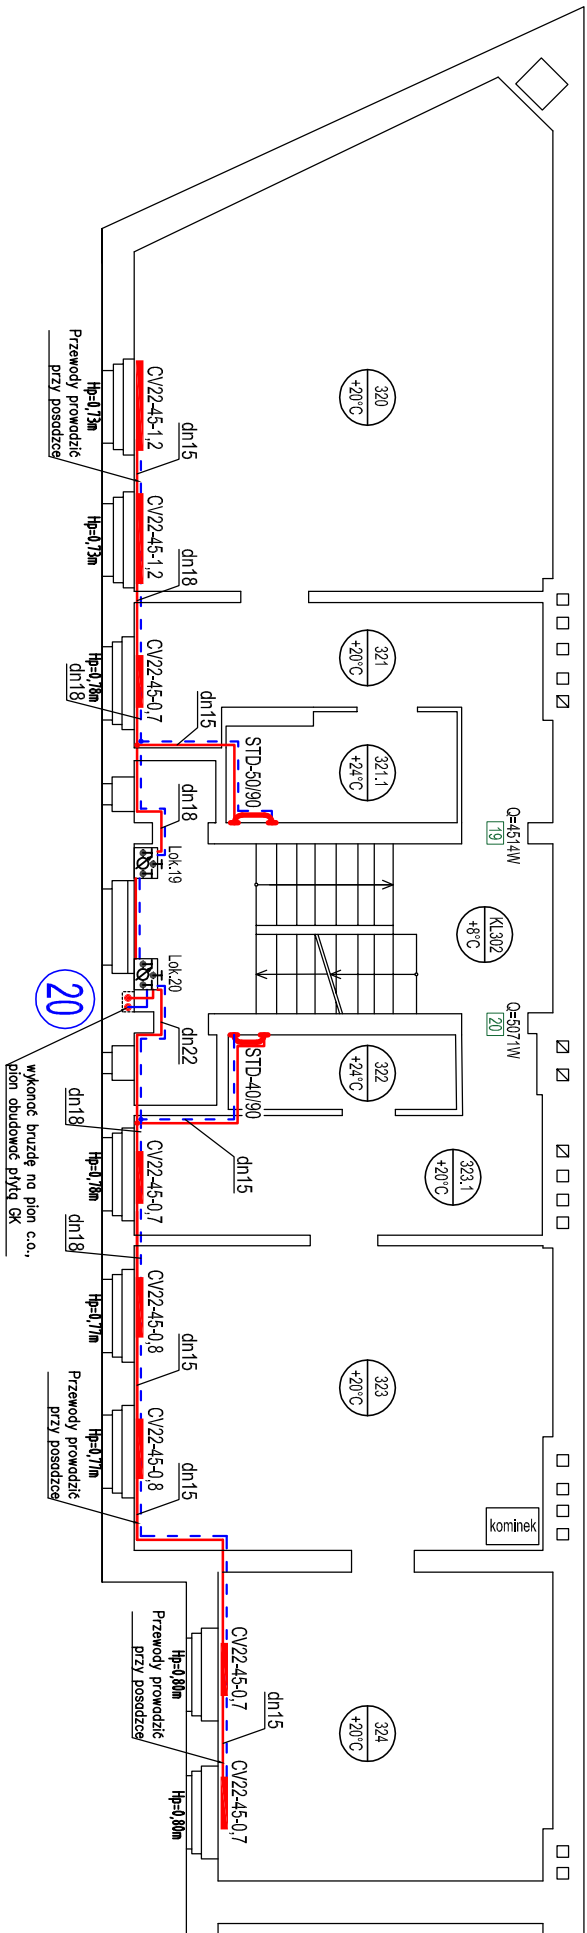 320
+20°C
CV22-45-1,2
Hp=0,73m
Przewody prowadzić
przy posadzce
dn15
CV22-45-1,2
Hp=0,73m
dn18
321
+20°C
CV22-45-0,7
Hp=0,78m
dn18
dn15
321.1
+24°C
STD-50/90
dn18
Lok.19
Q=4514W
19
KL302
+8°C
Lok.20
20
Q=5071W
20
dn22
STD-40/90
322
+24°C
wykonać bruzdę na pion c.o.,
pion obudować płytą GK
dn18
dn15
323.1
+20°C
CV22-45-0,7
Hp=0,78m
dn18
CV22-45-0,8
Hp=0,77m
dn15
323
+20°C
CV22-45-0,8
Hp=0,77m
dn15
Przewody prowadzić
przy posadzce
kominek
CV22-45-0,7
Hp=0,80m
Przewody prowadzić
przy posadzce
dn15
324
+20°C
CV22-45-0,7
Hp=0,80m